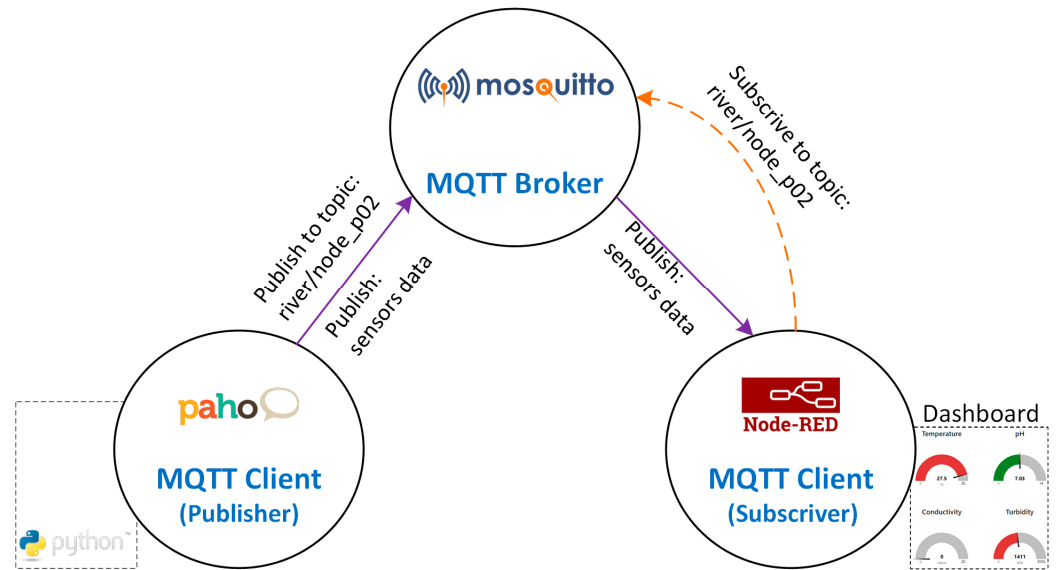 mosquitto
MQTT Broker
Subscrive to topic:
river/node_p02
Publish to topic:
river/node_p02
Publish:
sensors data
Publish:
sensors data
paho
MQTT Client
(Publisher)
python™
Node-RED
MQTT Client
(Subscriver)
Dashboard
Temperature
pH
27.5
7.03
Conductivity
Turbidity
0
1411